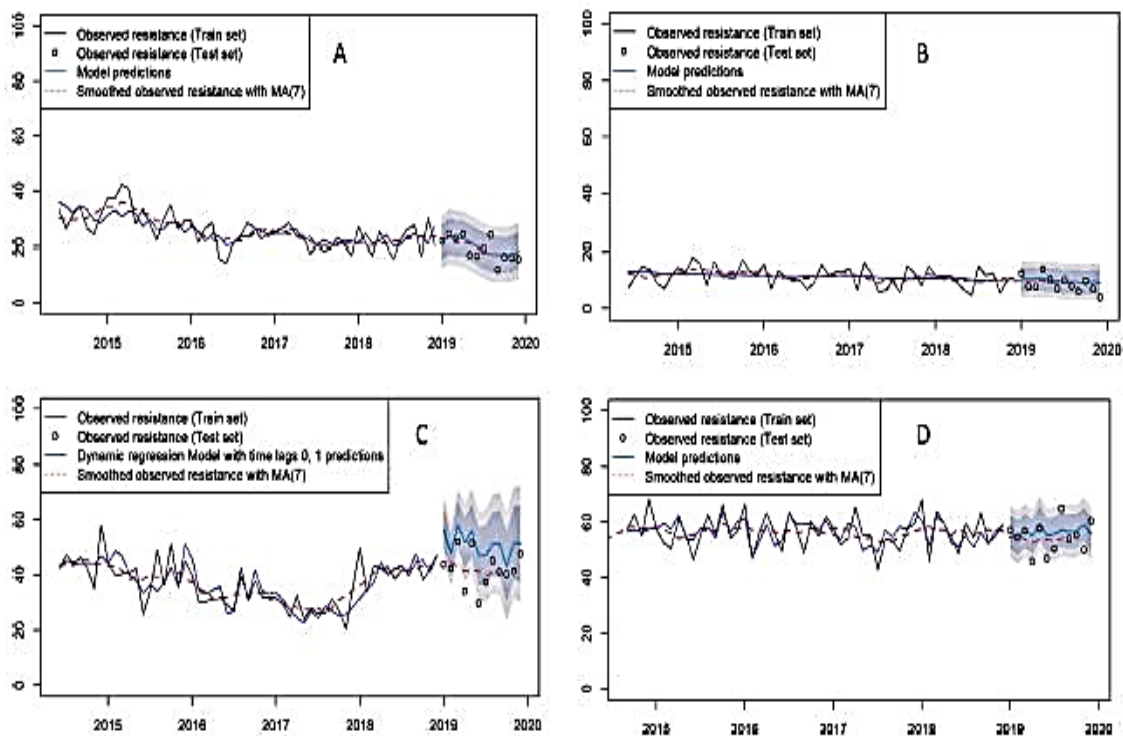 100
80
60
40
20
0
Observed resistance (Train set)
Observed resistance (Test set)
Model predictions
Smoothed observed resistance with MA(7)
A
2015 2016 2017 2018 2019 2020
100
80
60
40
20
0
Observed resistance (Train set)
Observed resistance (Test set)
Model predictions
Smoothed observed resistance with MA(7)
B
2015 2016 2017 2018 2019 2020
100
80
60
40
20
0
Observed resistance (Train set)
Observed resistance (Test set)
Dynamic regression Model with time lags 0, 1 predictions
Smoothed observed resistance with MA(7)
C
2015 2016 2017 2018 2019 2020
100
80
60
40
20
0
Observed resistance (Train set)
Observed resistance (Test set)
Model predictions
Smoothed observed resistance with MA(7)
D
2015 2016 2017 2018 2019 2020